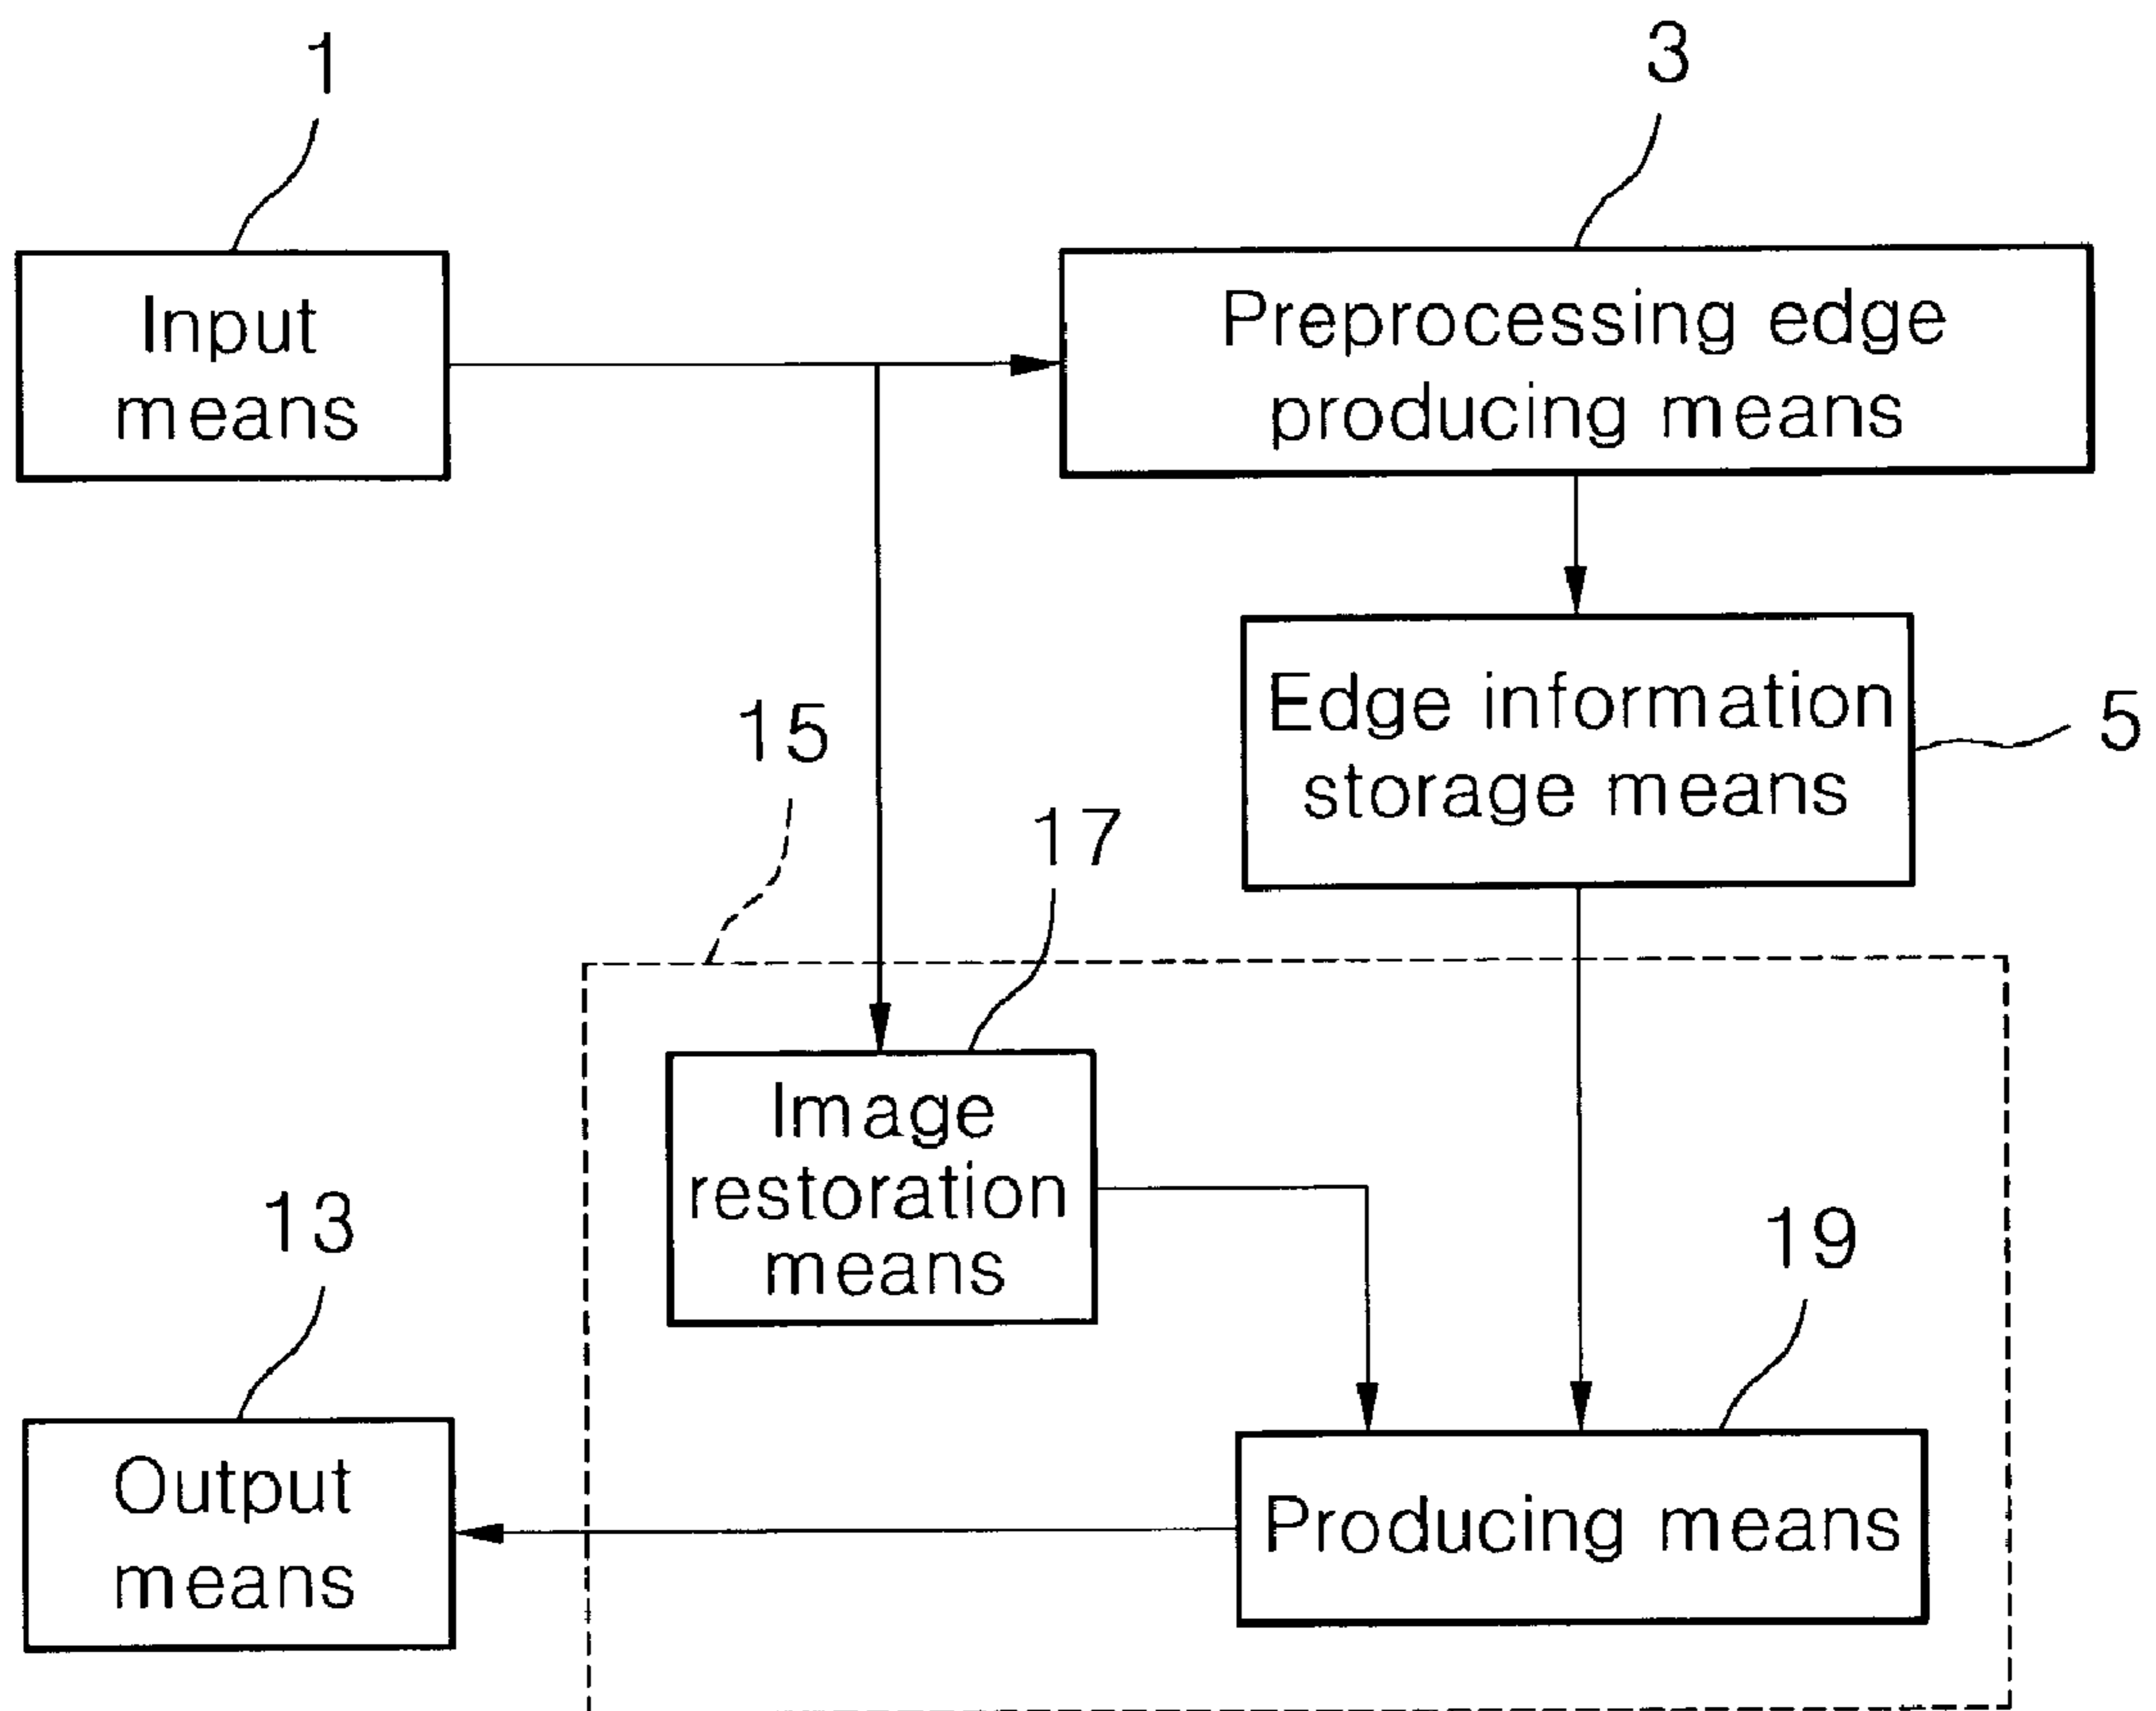 1
3
Input
means
Preprocessing edge
producing means
Edge information
storage means
5
15
17
Image
restoration
means
13
19
Output
means
Producing means